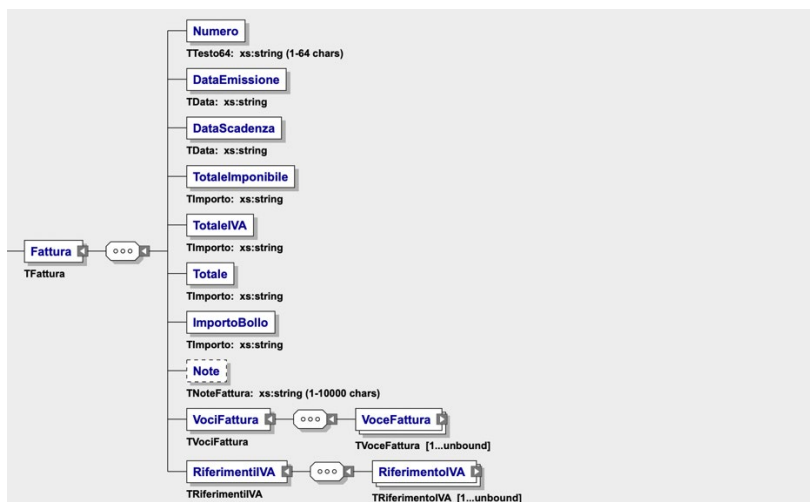 Numero
TTesto64: xs:string (1-64 chars)
DataEmissione
TData: xs:string
DataScadenza
TData: xs:string
TotaleImponibile
TImporto: xs:string
TotaleIVA
TImporto: xs:string
Fattura
TFattura
Totale
TImporto: xs:string
ImportoBollo
TImporto: xs:string
Note
TNoteFattura: xs:string (1-10000 chars)
VociFattura
TVociFattura
VoceFattura
TVoceFattura [1...unbound]
RiferimentiIVA
TRiferimentiIVA
RiferimentoIVA
TRiferimentoIVA [1...unbound]